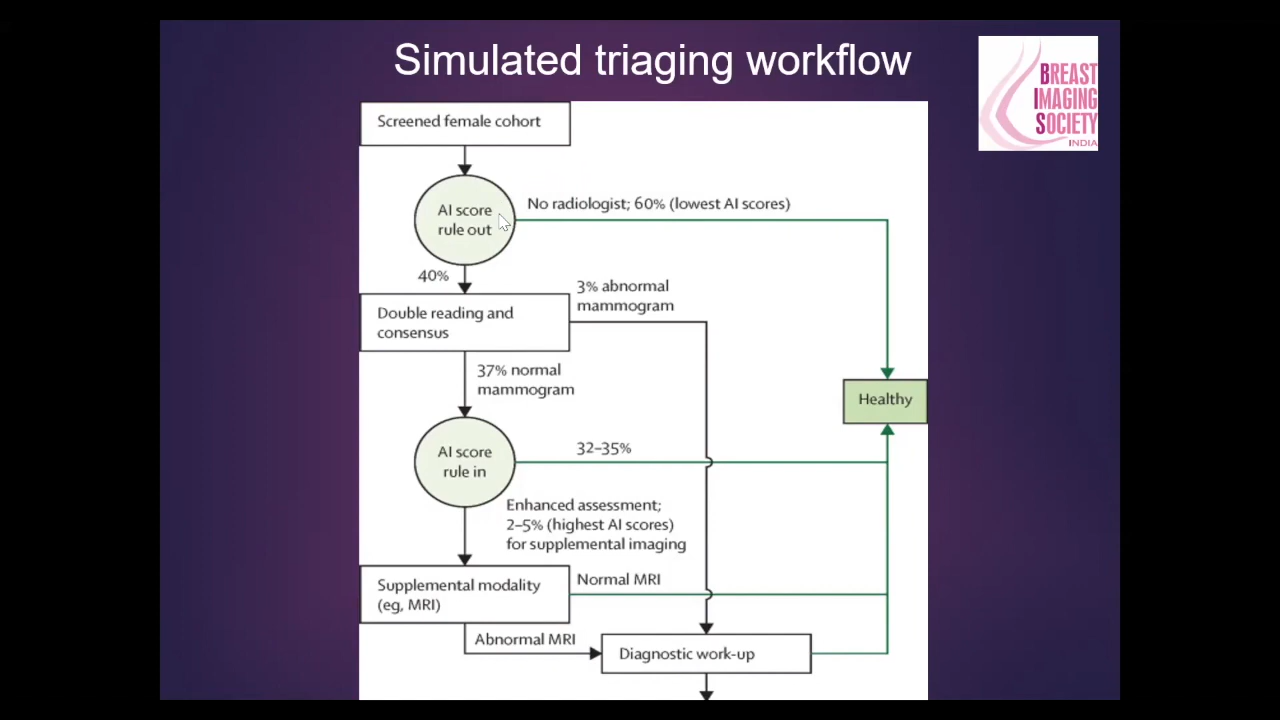 Simulated triaging workflow
BREAST
IMAGING
SOCIETY
INDIA
Screened female cohort
AI score
rule out
No radiologist; 60% (lowest AI scores)
40%
3% abnormal
mammogram
Double reading and
consensus
37% normal
mammogram
Healthy
AI score
rule in
32–35%
Enhanced assessment;
2–5% (highest AI scores)
for supplemental imaging
Supplemental modality
(eg, MRI)
Normal MRI
Abnormal MRI
Diagnostic work-up